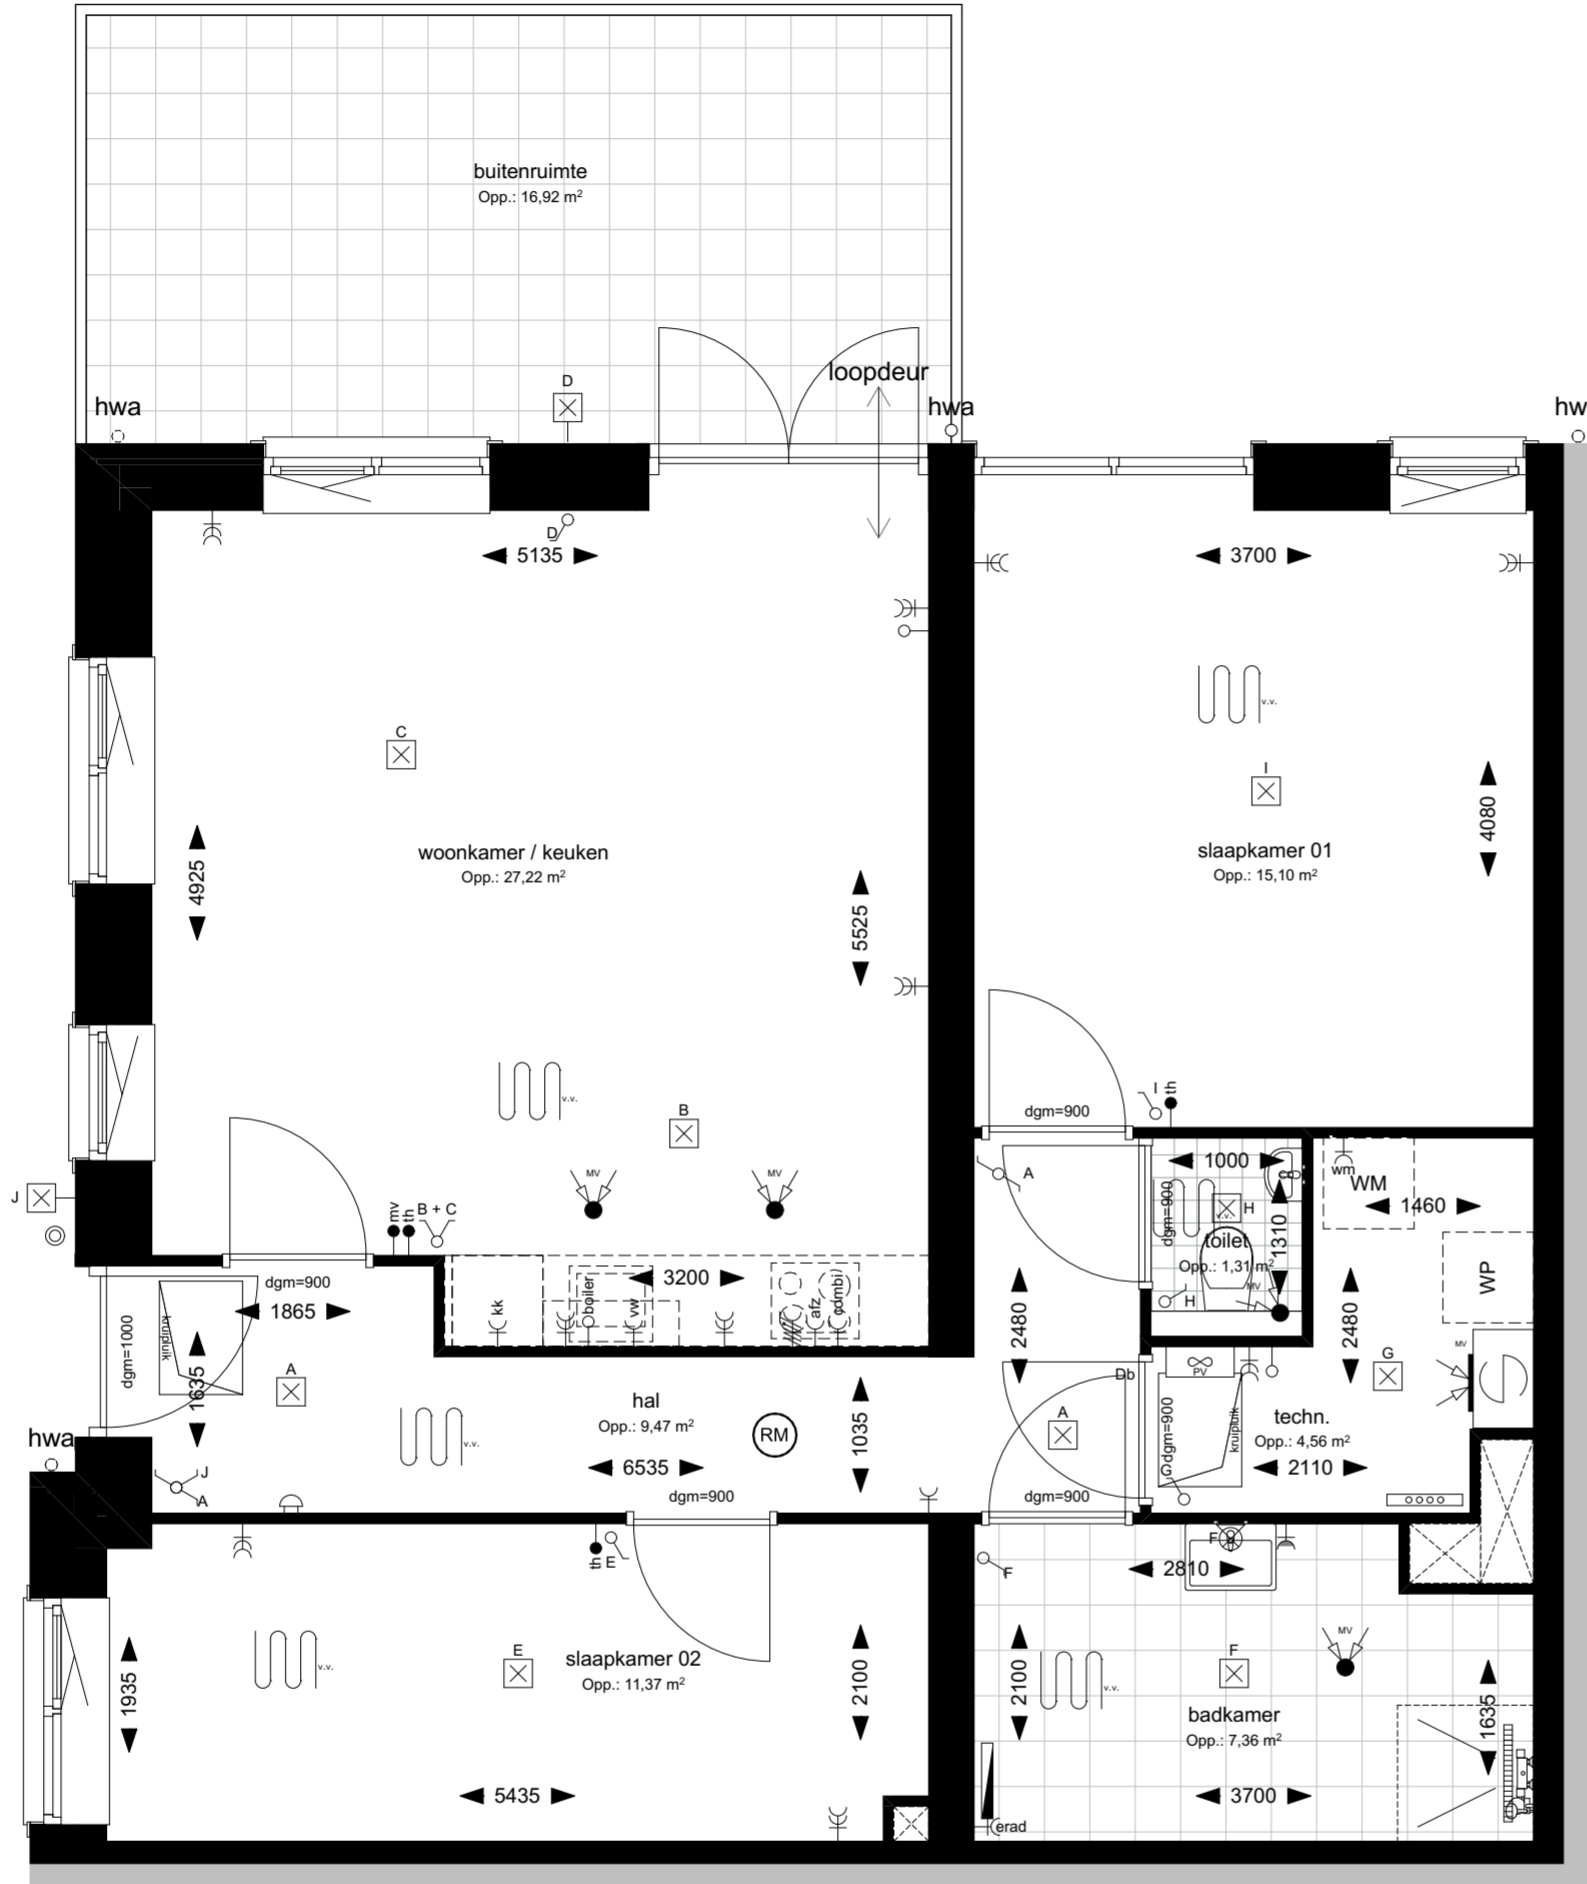 buitenruimte
Opp.: 16,92 m²
loopdeur
D
hwa
hwa
hw
D
5135
3700
v.v.
C
I
4925
woonkamer / keuken
Opp.: 27,22 m²
5525
slaapkamer 01
Opp.: 15,10 m²
4080
v.v.
B
I
th
dgm=900
MV
MV
J
mv
th
B + C
A
1000
wm
WM
1460
dgm=900
v.v.
H
1310
toilet
Opp.: 1,31 m²
MV
H
WP
dgm=900
1865
kruipluik
dgm=1000
1635
A
3200
kk
boiler
vw
afz
combi
2480
2480
MV
G
Db
PV
hal
Opp.: 9,47 m²
RM
1035
A
v.v.
dgm=900
kruipluik
techn.
Opp.: 4,56 m²
hwa
6535
2110
J
A
G
dgm=900
dgm=900
th
E
F
F
2810
E
slaapkamer 02
Opp.: 11,37 m²
v.v.
1935
2100
2100
v.v.
F
MV
badkamer
Opp.: 7,36 m²
1635
5435
3700
erad